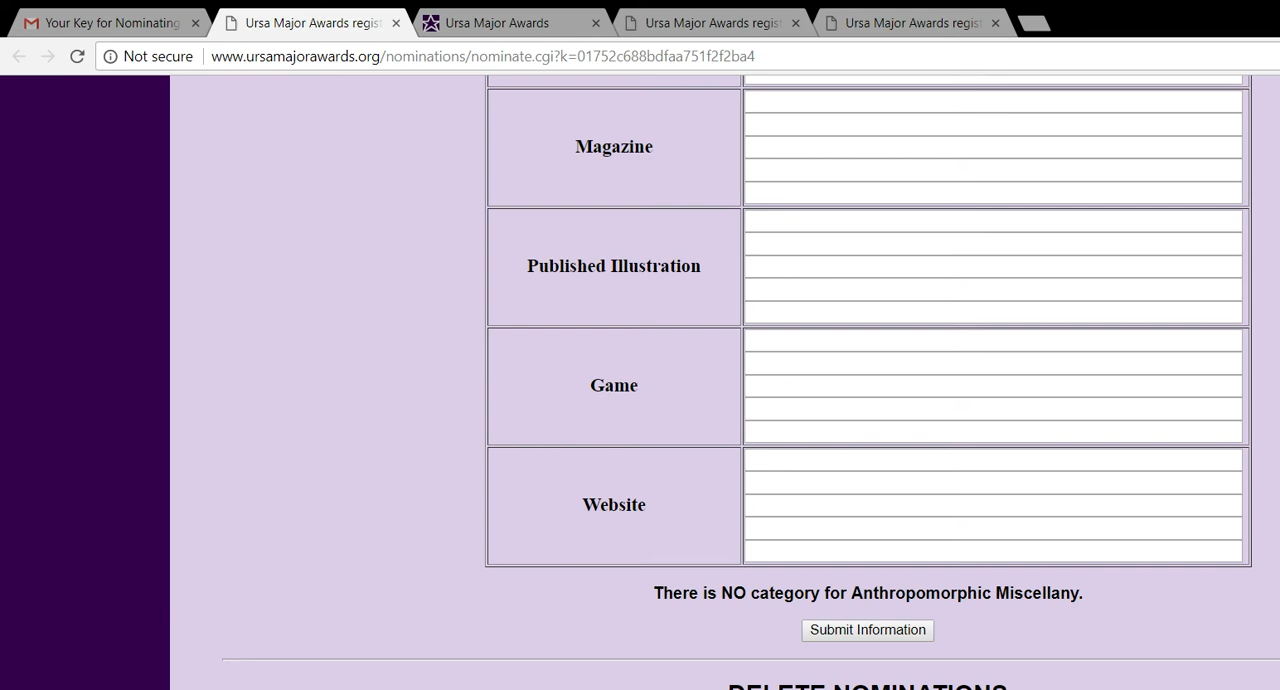 Your Key for Nominating
Ursa Major Awards regist
Ursa Major Awards
Ursa Major Awards regist
Ursa Major Awards regist
Not secure
www.ursamajorawards.org/nominations/nominate.cgi?k=01752c688bdfaa751f2f2ba4
Magazine
Published Illustration
Game
Website
There is NO category for Anthropomorphic Miscellany.
Submit Information
DELETE NOMINATIONS